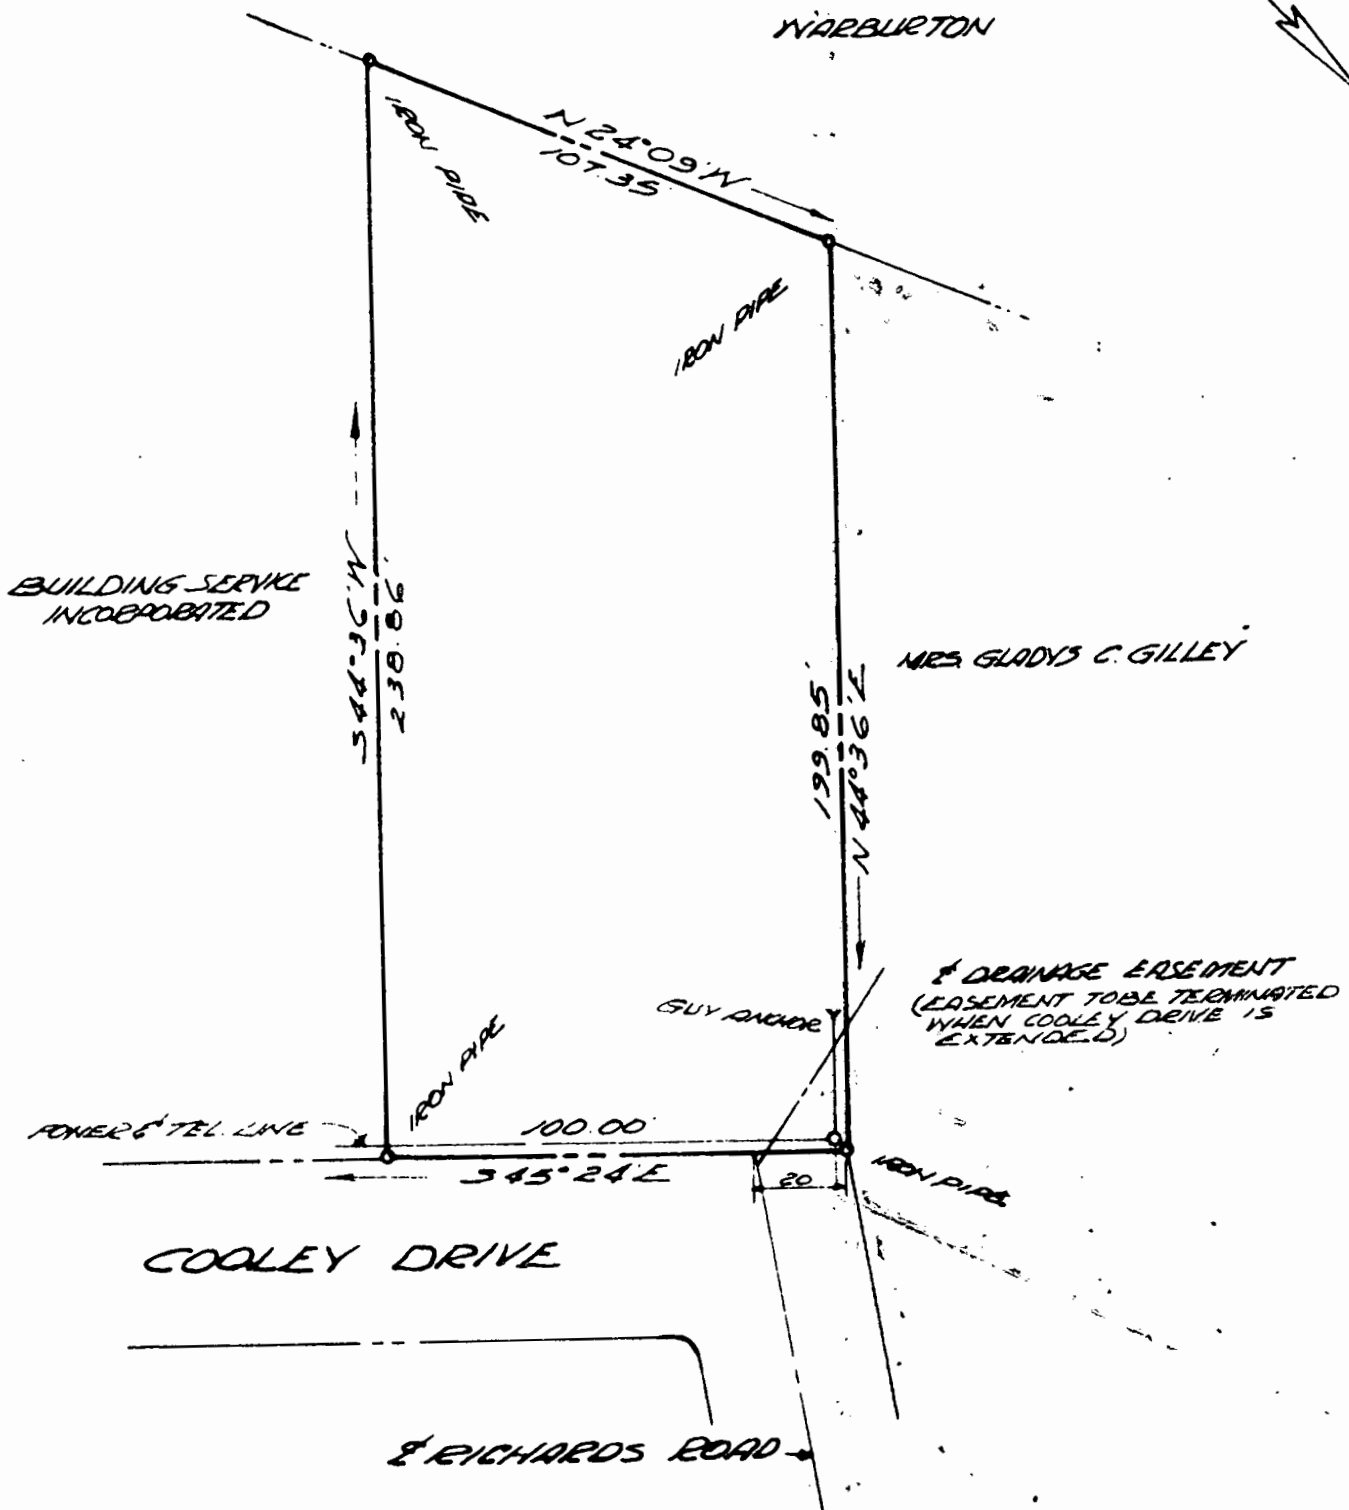 WARBURTON
IRON PIPE
N 24°09'W
107.35
IRON PIPE
BUILDING SERVICE
INCORPORATED
S44°36'W
238.86'
MRS. GLADYS C. GILLEY
199.85'
N 44°36'E
℄ DRAINAGE EASEMENT
(EASEMENT TO BE TERMINATED
WHEN COOLEY DRIVE IS
EXTENDED)
GUY ANCHOR
IRON PIPE
POWER & TEL. LINE
100.00
S 45° 24'E
20
IRON PIPE
COOLEY DRIVE
℄ RICHARDS ROAD